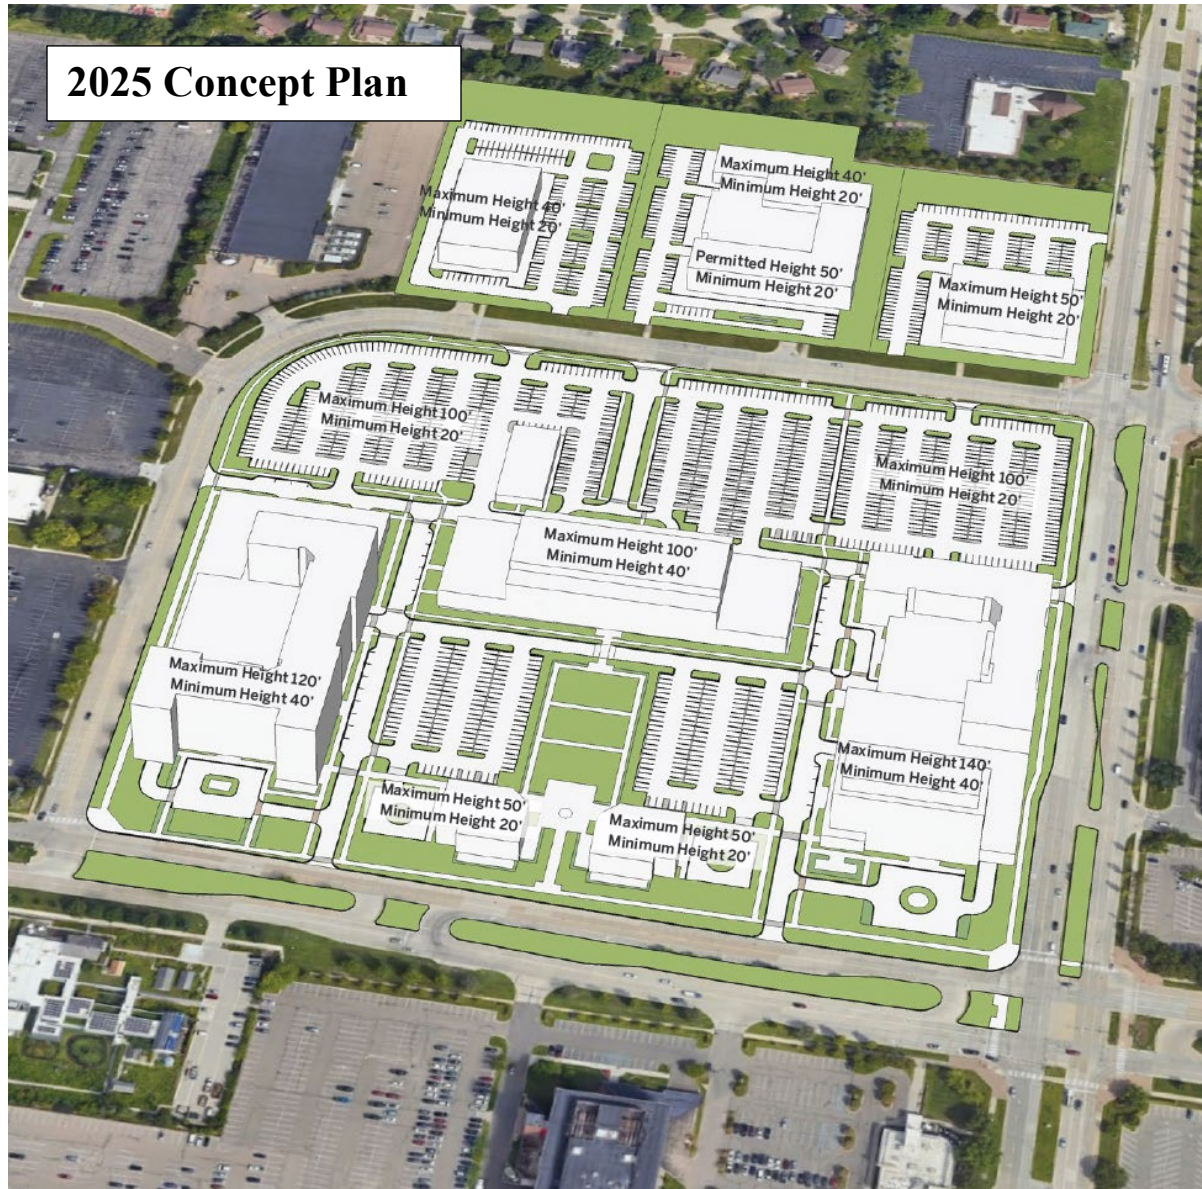 2025 Concept Plan
Maximum Height 40'
Minimum Height 20'
Maximum Height 40'
Minimum Height 20'
Permitted Height 50'
Minimum Height 20'
Maximum Height 50'
Minimum Height 20'
Maximum Height 100'
Minimum Height 20'
Maximum Height 100'
Minimum Height 20'
Maximum Height 100'
Minimum Height 40'
Maximum Height 120'
Minimum Height 40'
Maximum Height 140'
Minimum Height 40'
Maximum Height 50'
Minimum Height 20'
Maximum Height 50'
Minimum Height 20'